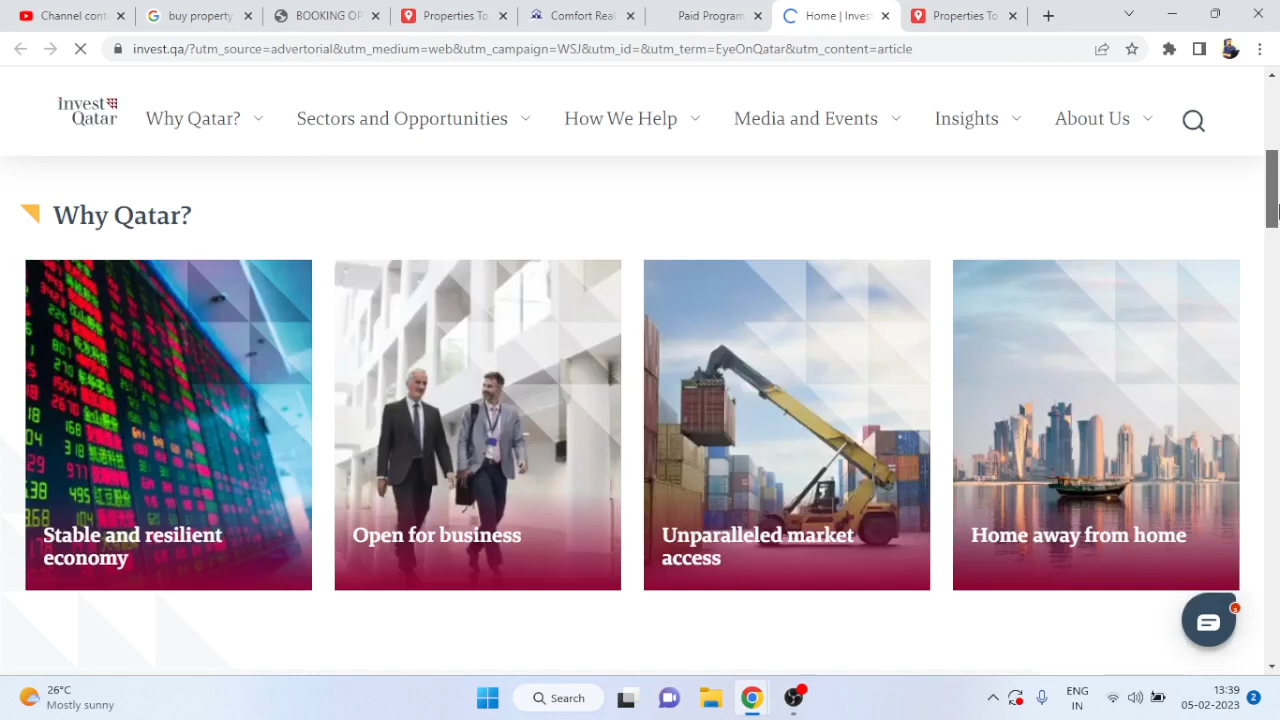 Channel cont
buy property
BOOKING OP
Properties To
Comfort Real
Paid Program
Home | Inves
Properties To
invest.qa/?utm_source=advertorial&utm_medium=web&utm_campaign=WSJ&utm_id=&utm_term=EyeOnQatar&utm_content=article
Invest
Qatar
Why Qatar?
Sectors and Opportunities
How We Help
Media and Events
Insights
About Us
Why Qatar?
Stable and resilient
economy
Open for business
Unparalleled market
access
Home away from home
26°C
Mostly sunny
Search
ENG
IN
13:39
05-02-2023
2